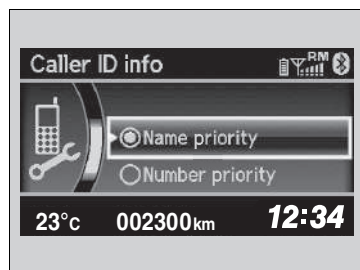 Caller ID info RM
Name priority
Number priority
23°C 002300km 12:34